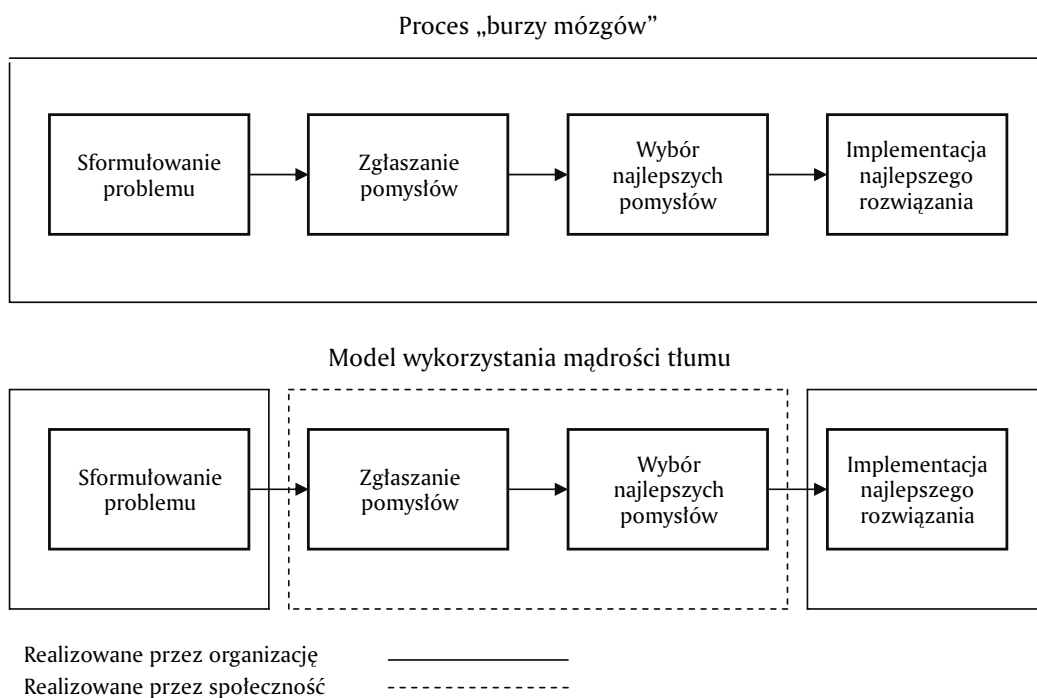 Proces „burzy mózgów”
Sformułowanie
problemu
Zgłaszanie
pomysłów
Wybór
najlepszych
pomysłów
Implementacja
najlepszego
rozwiązania
Model wykorzystania mądrości tłumu
Sformułowanie
problemu
Zgłaszanie
pomysłów
Wybór
najlepszych
pomysłów
Implementacja
najlepszego
rozwiązania
Realizowane przez organizację
Realizowane przez społeczność